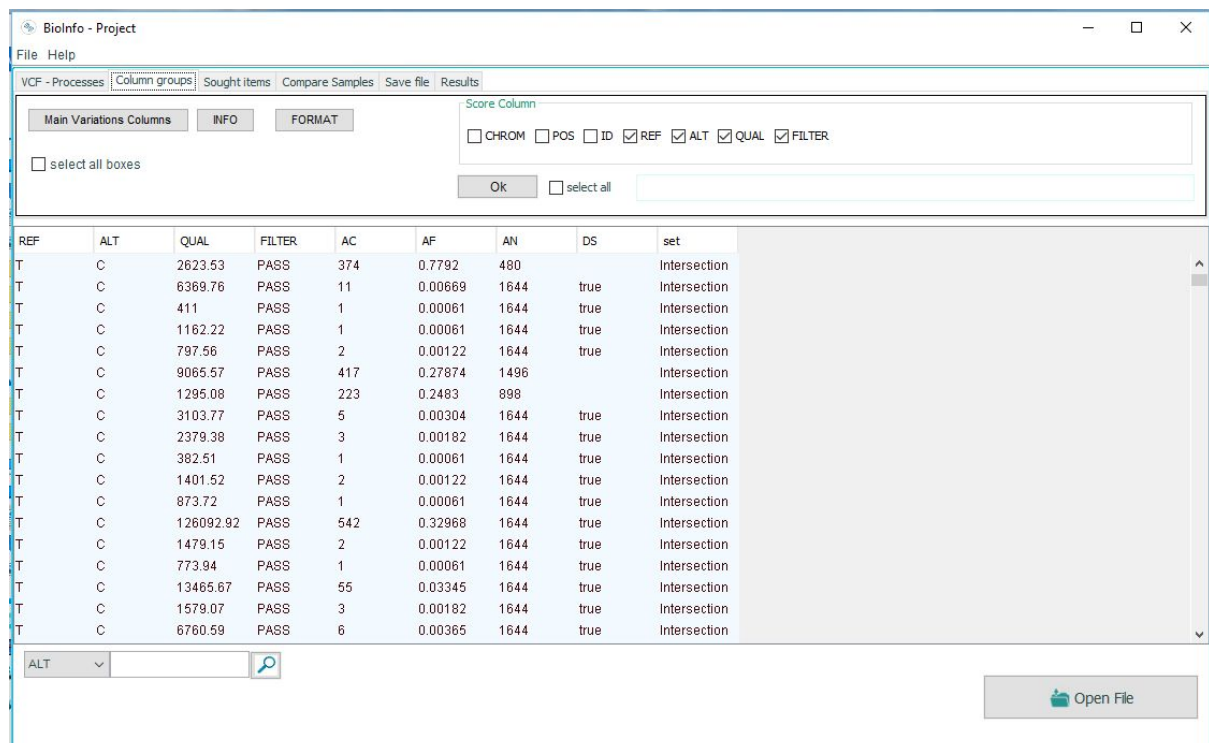 BioInfo - Project
File Help
VCF - Processes Column groups Sought items Compare Samples Save file Results
Score Column
Main Variations Columns INFO FORMAT
CHROM POS ID REF ALT QUAL FILTER
select all boxes
Ok select all
REF ALT QUAL FILTER AC AF AN DS set
T C 2623.53 PASS 374 0.7792 480 Intersection
T C 6369.76 PASS 11 0.00669 1644 true Intersection
T C 411 PASS 1 0.00061 1644 true Intersection
T C 1162.22 PASS 1 0.00061 1644 true Intersection
T C 797.56 PASS 2 0.00122 1644 true Intersection
T C 9065.57 PASS 417 0.27874 1496 Intersection
T C 1295.08 PASS 223 0.2483 898 Intersection
T C 3103.77 PASS 5 0.00304 1644 true Intersection
T C 2379.38 PASS 3 0.00182 1644 true Intersection
T C 382.51 PASS 1 0.00061 1644 true Intersection
T C 1401.52 PASS 2 0.00122 1644 true Intersection
T C 873.72 PASS 1 0.00061 1644 true Intersection
T C 126092.92 PASS 542 0.32968 1644 true Intersection
T C 1479.15 PASS 2 0.00122 1644 true Intersection
T C 773.94 PASS 1 0.00061 1644 true Intersection
T C 13465.67 PASS 55 0.03345 1644 true Intersection
T C 1579.07 PASS 3 0.00182 1644 true Intersection
T C 6760.59 PASS 6 0.00365 1644 true Intersection
ALT
Open File